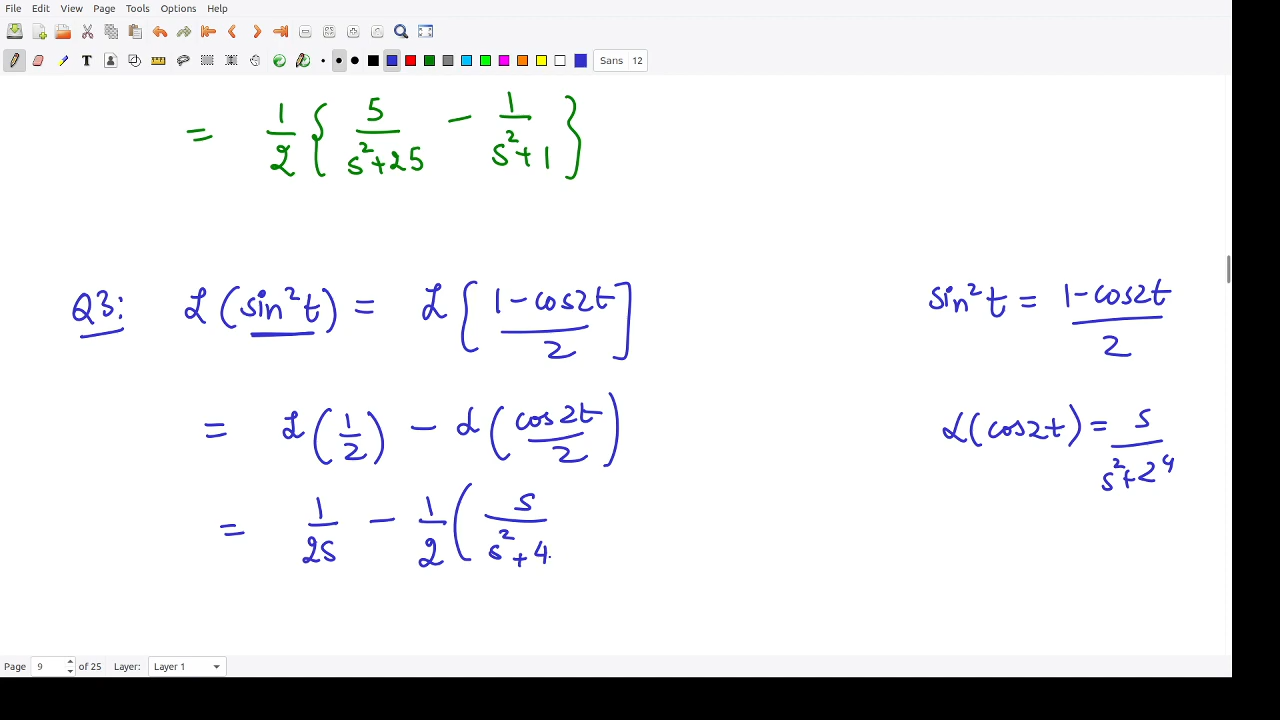 File Edit View Page Tools Options Help
T Sans 12
= 1/2 { 5/(s²+25) − 1/(s²+1) }
Q3: ℒ(sin²t) = ℒ[(1−cos2t)/2]
sin²t = (1−cos2t)/2
= ℒ(1/2) − ℒ(cos2t/2)
ℒ(cos2t) = s/(s²+2⁴)
= 1/2s − 1/2 ( s/(s²+4
Page 9 of 25 Layer: Layer 1